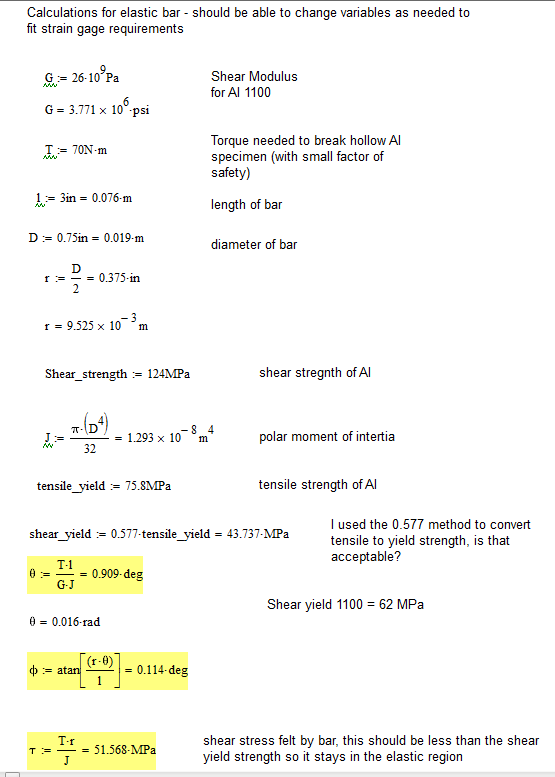 Calculations for elastic bar - should be able to change variables as needed to
fit strain gage requirements
G := 26·10^9 Pa
Shear Modulus
for Al 1100
G = 3.771 × 10^6·psi
T := 70N·m
Torque needed to break hollow Al
specimen (with small factor of
safety)
l := 3in = 0.076·m
length of bar
D := 0.75in = 0.019·m
diameter of bar
r := D/2 = 0.375·in
r = 9.525 × 10^-3 m
Shear_strength := 124MPa
shear stregnth of Al
J := π·(D^4)/32 = 1.293 × 10^-8 m^4
polar moment of intertia
tensile_yield := 75.8MPa
tensile strength of Al
shear_yield := 0.577·tensile_yield = 43.737·MPa
I used the 0.577 method to convert
tensile to yield strength, is that
acceptable?
θ := T·l/G·J = 0.909·deg
Shear yield 1100 = 62 MPa
θ = 0.016·rad
ϕ := atan[(r·θ)/l] = 0.114·deg
τ := T·r/J = 51.568·MPa
shear stress felt by bar, this should be less than the shear
yield strength so it stays in the elastic region